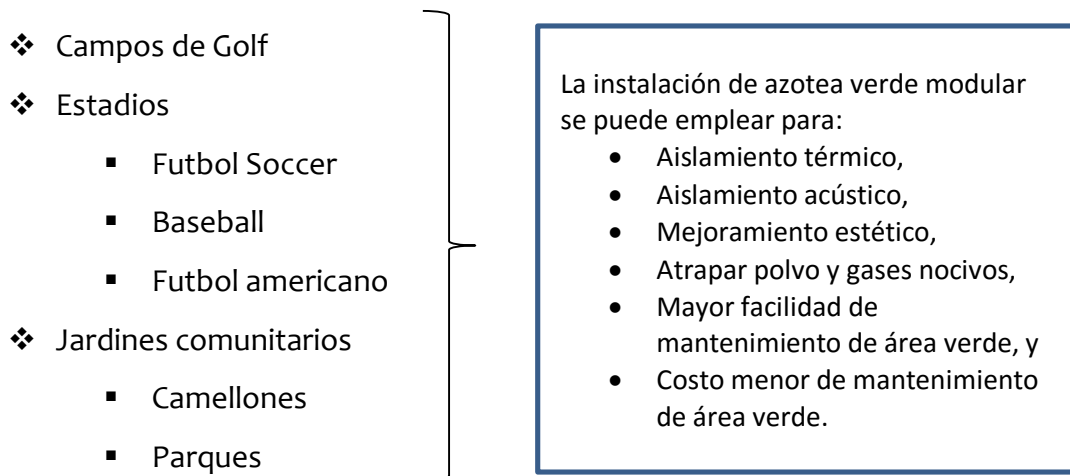 ❖ Campos de Golf
❖ Estadios
▪ Futbol Soccer
▪ Baseball
▪ Futbol americano
❖ Jardines comunitarios
▪ Camellones
▪ Parques
La instalación de azotea verde modular
se puede emplear para:
• Aislamiento térmico,
• Aislamiento acústico,
• Mejoramiento estético,
• Atrapar polvo y gases nocivos,
• Mayor facilidad de
mantenimiento de área verde, y
• Costo menor de mantenimiento
de área verde.